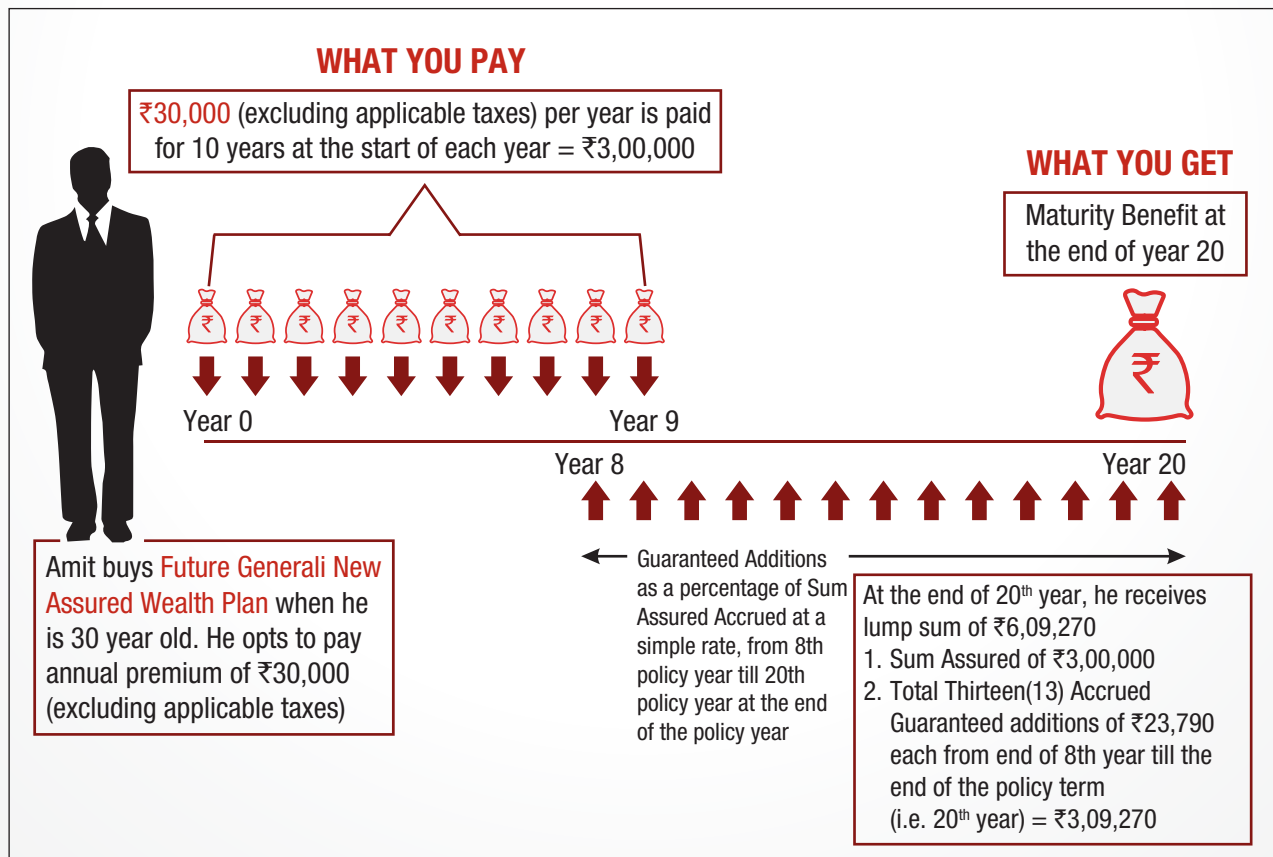 WHAT YOU PAY
₹30,000 (excluding applicable taxes) per year is paid
for 10 years at the start of each year = ₹3,00,000
WHAT YOU GET
Maturity Benefit at
the end of year 20
₹ ₹ ₹ ₹ ₹ ₹ ₹ ₹ ₹ ₹
₹
Year 0
Year 9
Year 8
Year 20
Amit buys Future Generali New
Assured Wealth Plan when he
is 30 year old. He opts to pay
annual premium of ₹30,000
(excluding applicable taxes)
Guaranteed Additions
as a percentage of Sum
Assured Accrued at a
simple rate, from 8th
policy year till 20th
policy year at the end
of the policy year
At the end of 20th year, he receives
lump sum of ₹6,09,270
1. Sum Assured of ₹3,00,000
2. Total Thirteen(13) Accrued
Guaranteed additions of ₹23,790
each from end of 8th year till the
end of the policy term
(i.e. 20th year) = ₹3,09,270